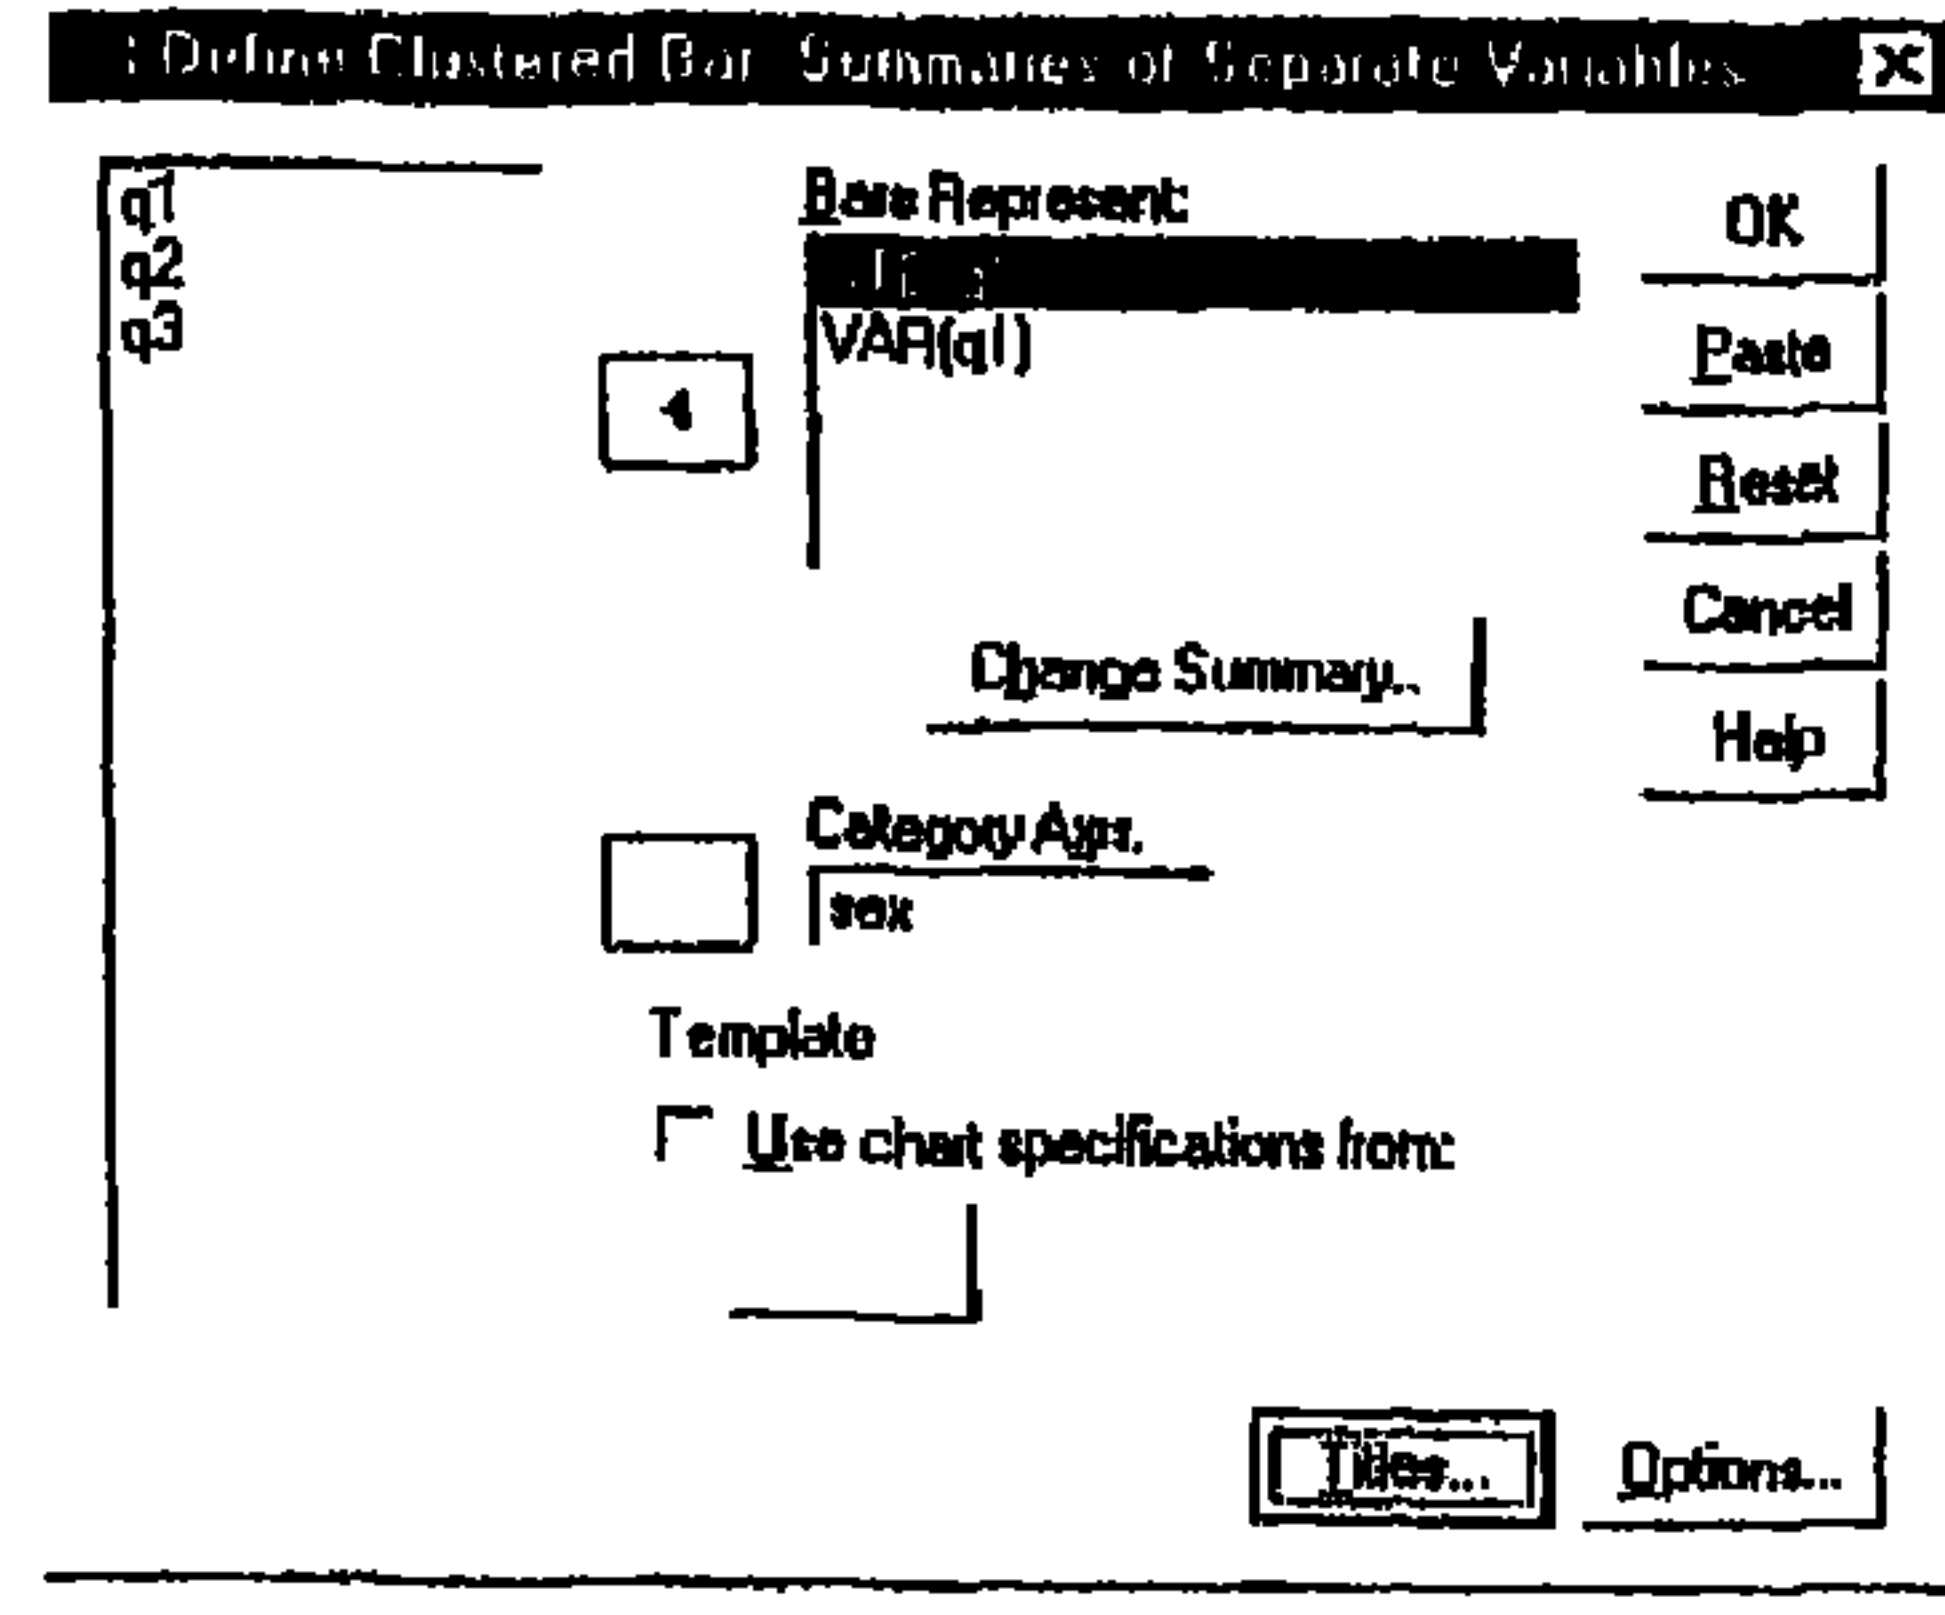 Define Clustered Bar Summaries of Separate Variables
q1
q2
q3
Bars Represent:
VAR(q1)
Change Summary..
Category Axis:
sex
Template
Use chart specifications from:
OK
Paste
Reset
Cancel
Help
Titles...
Options...